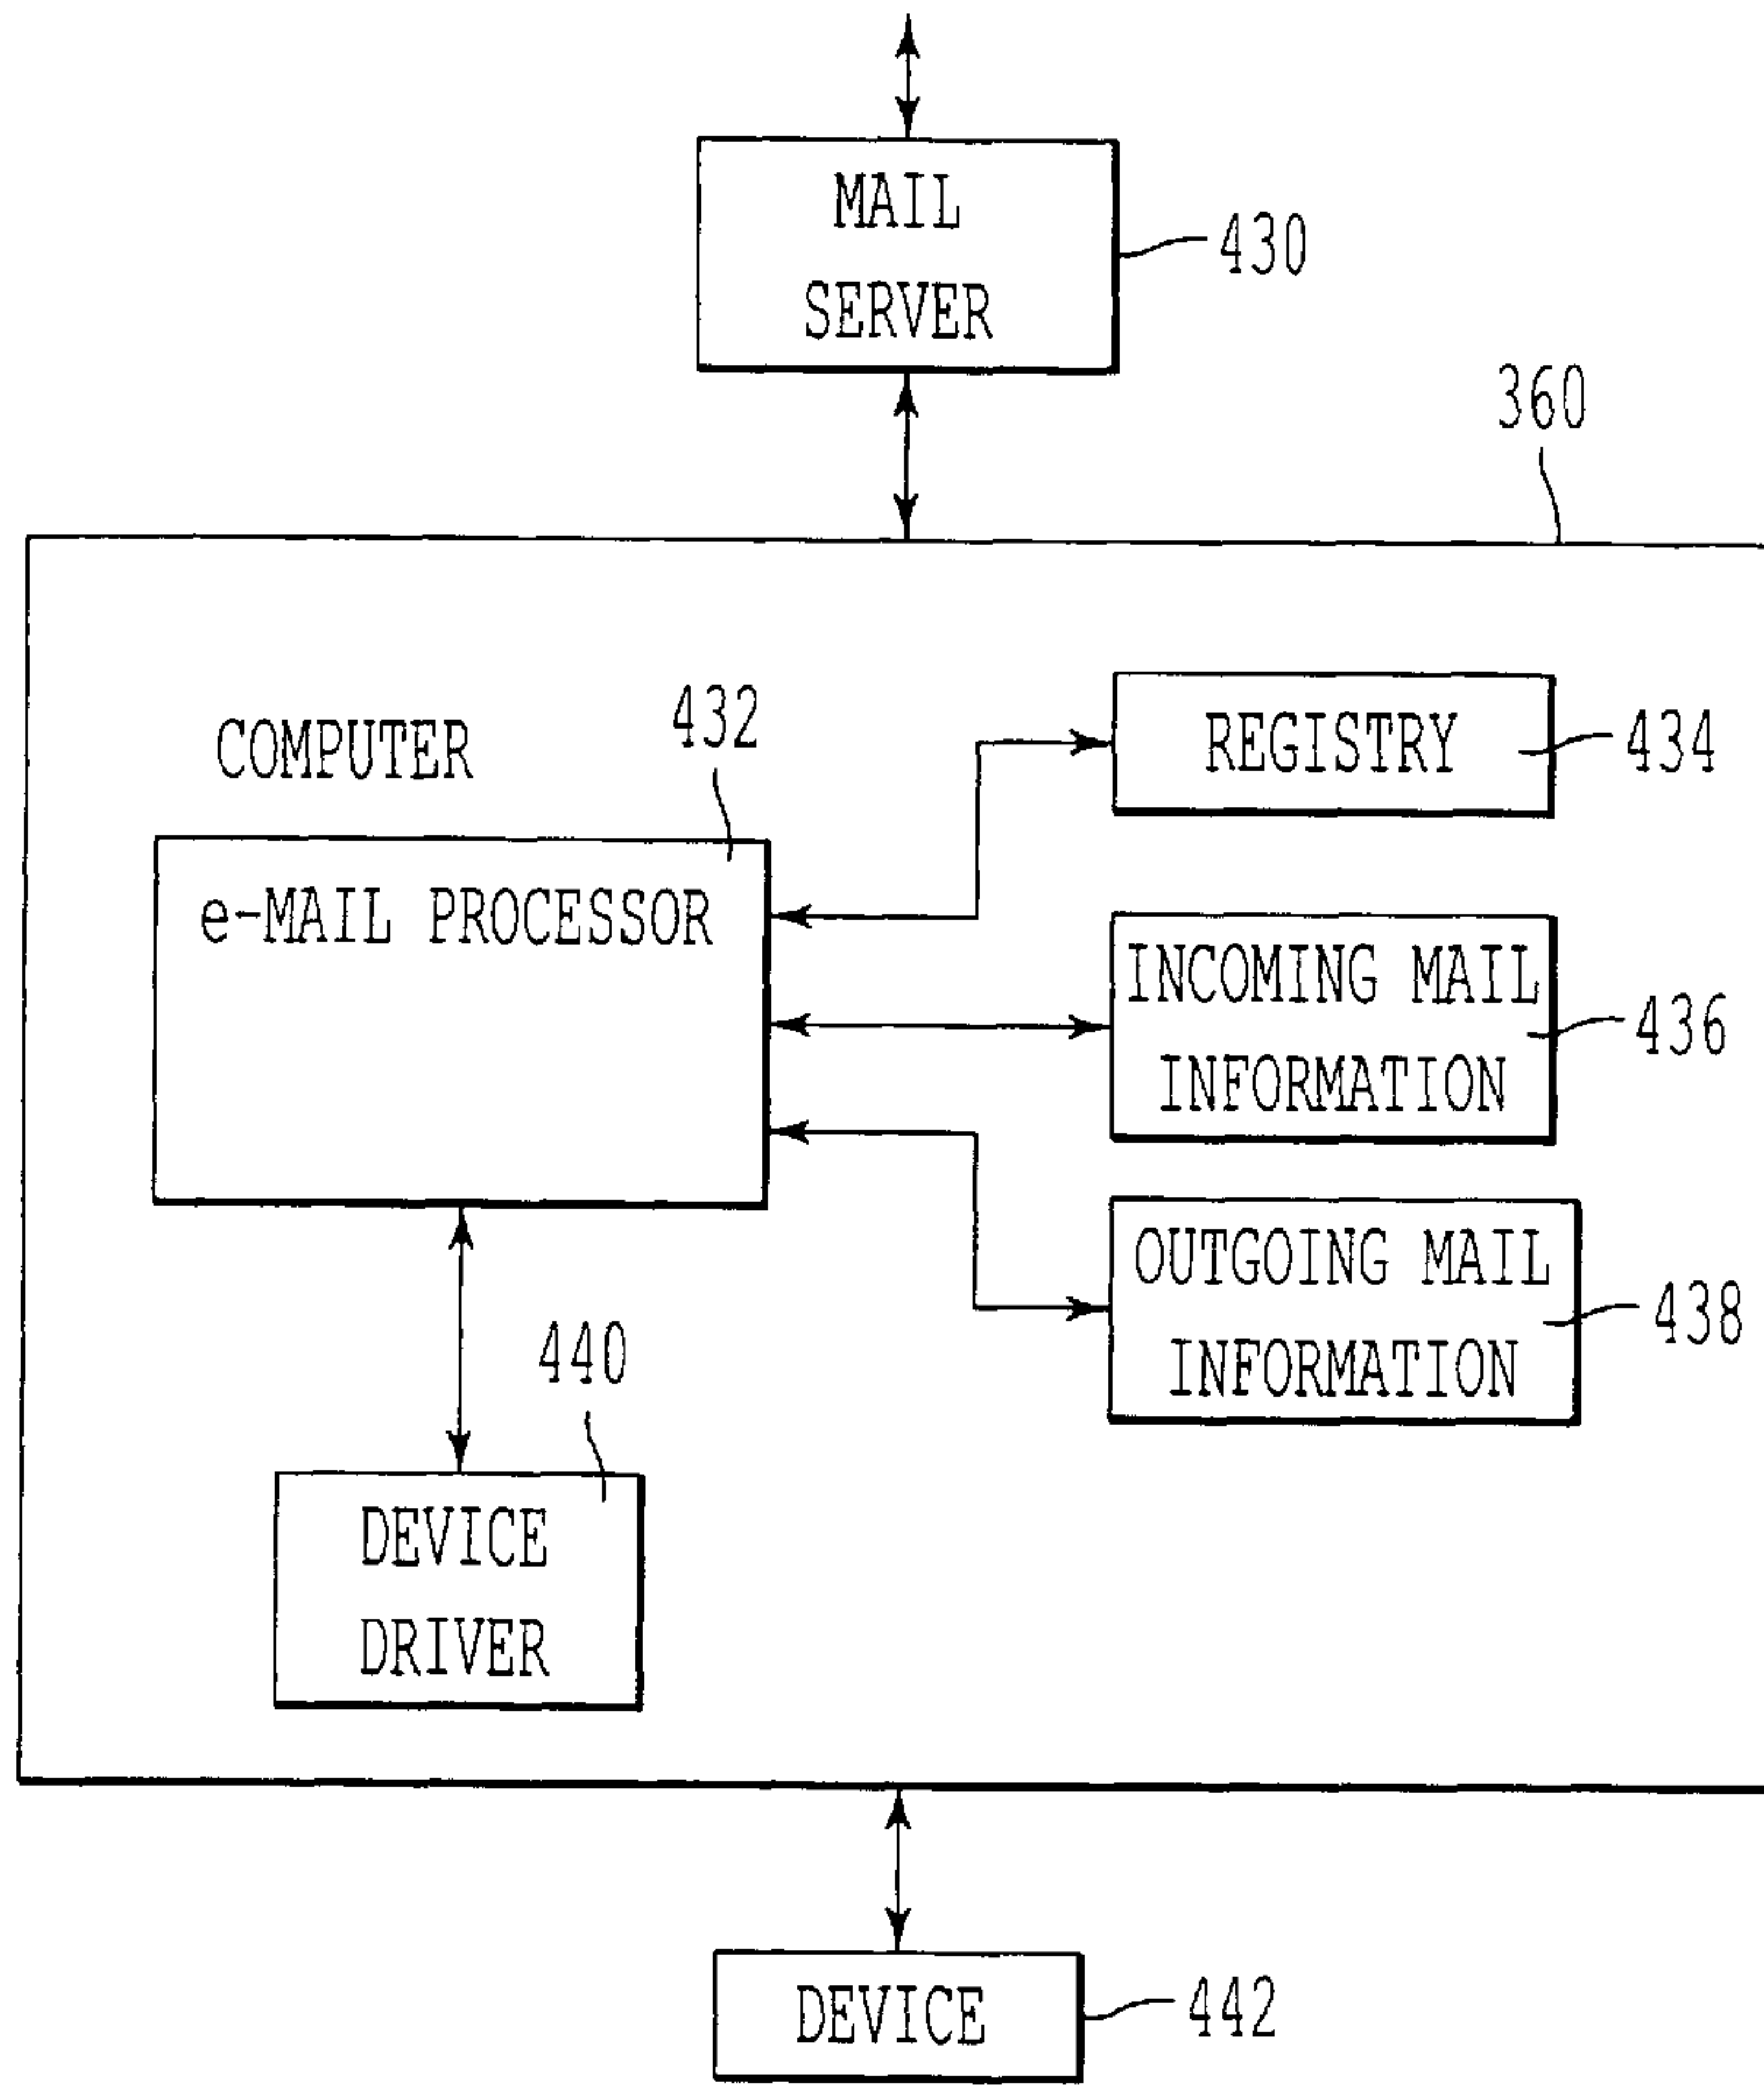 MAIL
SERVER
430
360
COMPUTER
432
REGISTRY
434
e-MAIL PROCESSOR
INCOMING MAIL
INFORMATION
436
OUTGOING MAIL
INFORMATION
438
440
DEVICE
DRIVER
DEVICE
442